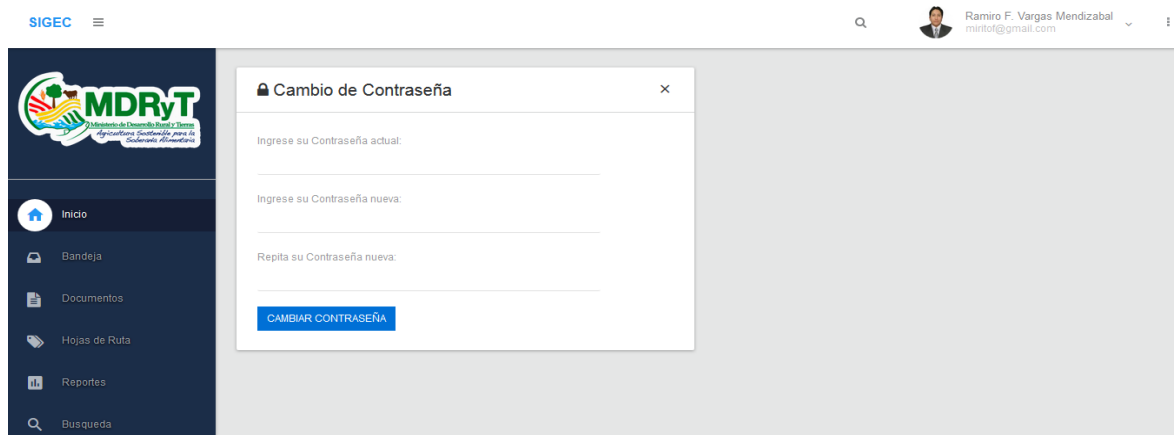 SIGEC
Ramiro F. Vargas Mendizabal
miritof@gmail.com
MDRyT
Ministerio de Desarrollo Rural y Tierras
Agricultura Sostenible para la
Soberanía Alimentaria
Cambio de Contraseña
Ingrese su Contraseña actual:
Ingrese su Contraseña nueva:
Repita su Contraseña nueva:
CAMBIAR CONTRASEÑA
Inicio
Bandeja
Documentos
Hojas de Ruta
Reportes
Busqueda